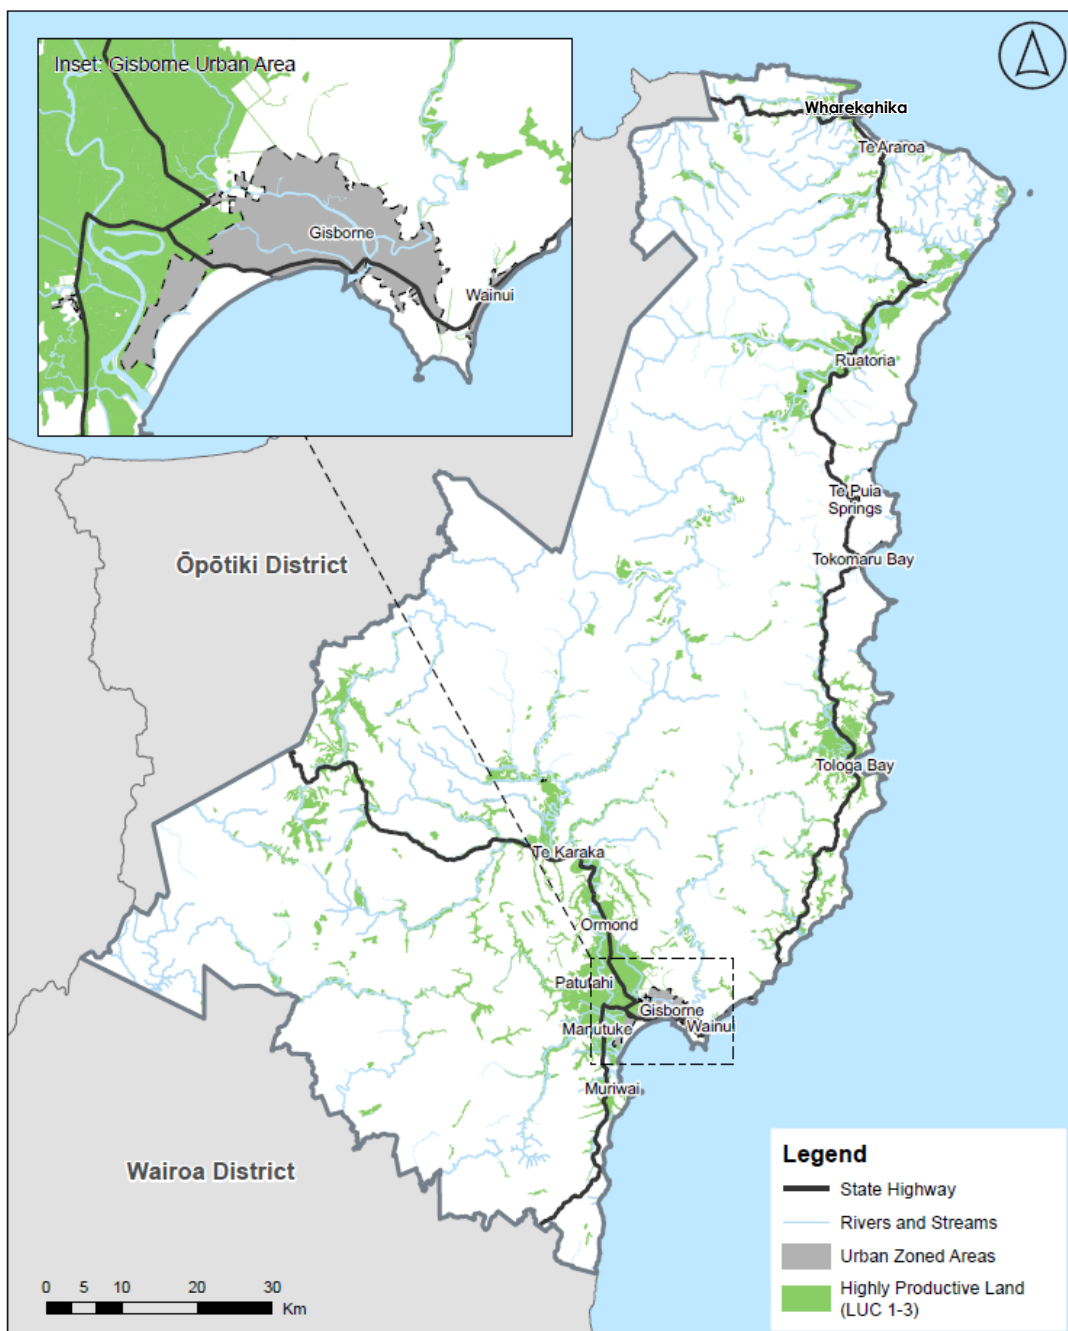 Inset: Gisborne Urban Area
Gisborne
Wainui
Wharekahika
Te Araroa
Ruatoria
Te Puia
Springs
Tokomaru Bay
Ōpōtiki District
Tologa Bay
Te Karaka
Ormond
Patutahi
Gisborne
Wainui
Manutuke
Muriwai
Wairoa District
Legend
State Highway
Rivers and Streams
Urban Zoned Areas
Highly Productive Land
(LUC 1-3)
0 5 10 20 30
Km